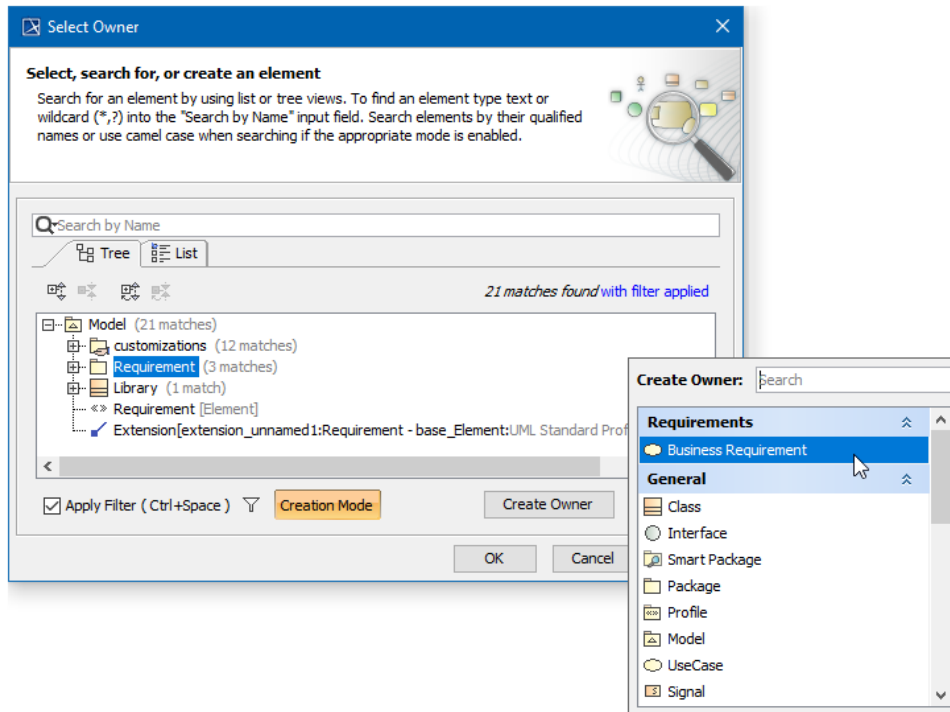 Select Owner
Select, search for, or create an element
Search for an element by using list or tree views. To find an element type text or
wildcard (*,?) into the "Search by Name" input field. Search elements by their qualified
names or use camel case when searching if the appropriate mode is enabled.
Search by Name
Tree
List
21 matches found with filter applied
Model (21 matches)
customizations (12 matches)
Requirement (3 matches)
Library (1 match)
«» Requirement [Element]
Extension[extension_unnamed1:Requirement - base_Element:UML Standard Prof
Apply Filter ( Ctrl+Space )
Creation Mode
Create Owner
OK
Cancel
Create Owner:
Search
Requirements
Business Requirement
General
Class
Interface
Smart Package
Package
Profile
Model
UseCase
Signal